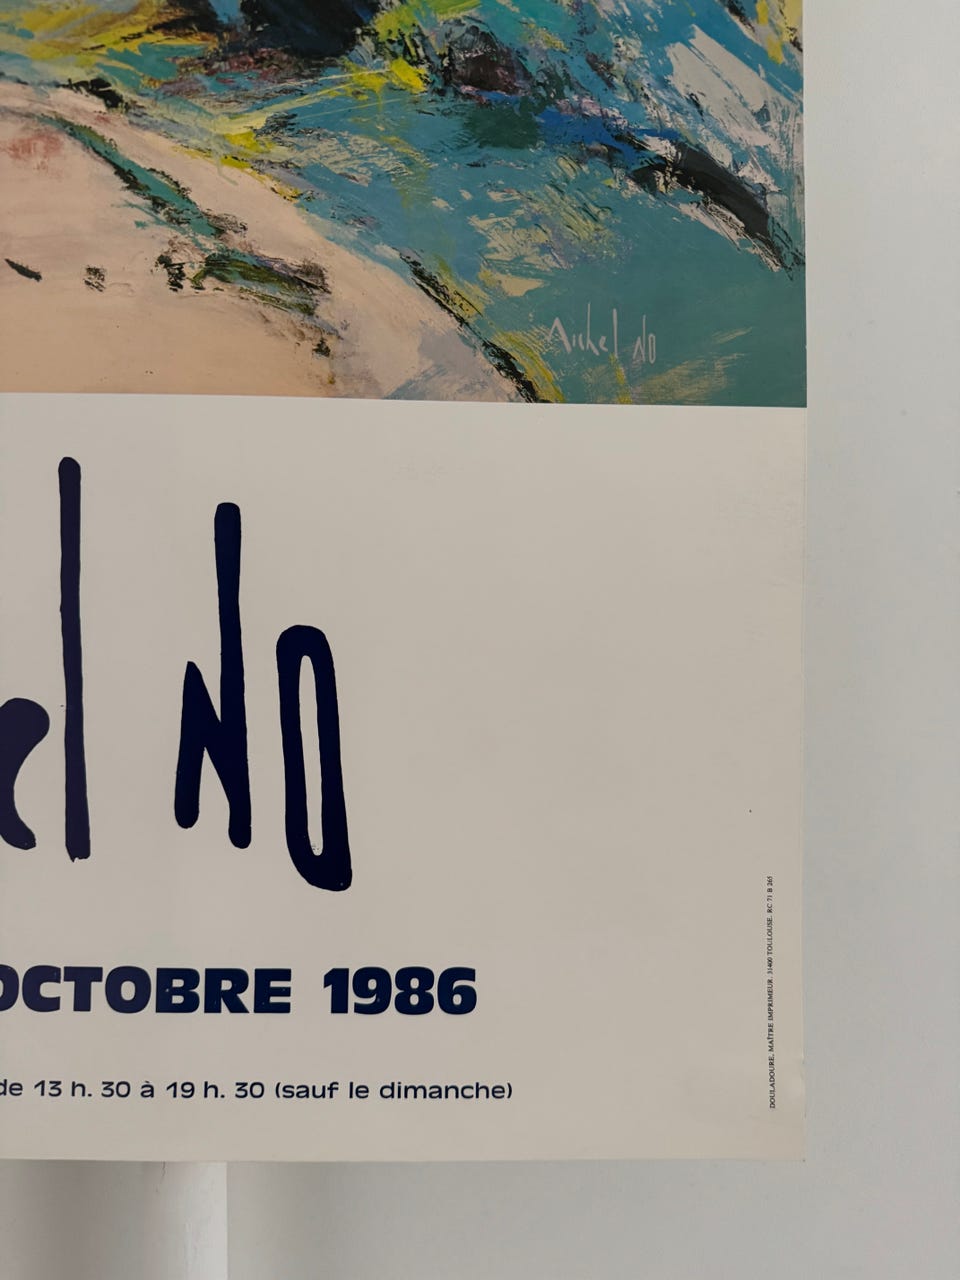 Michel NO
el NO
OCTOBRE 1986
de 13 h. 30 à 19 h. 30 (sauf le dimanche)
DOULADOURE, MAÎTRE IMPRIMEUR. 31400 TOULOUSE. RC 71 B 265